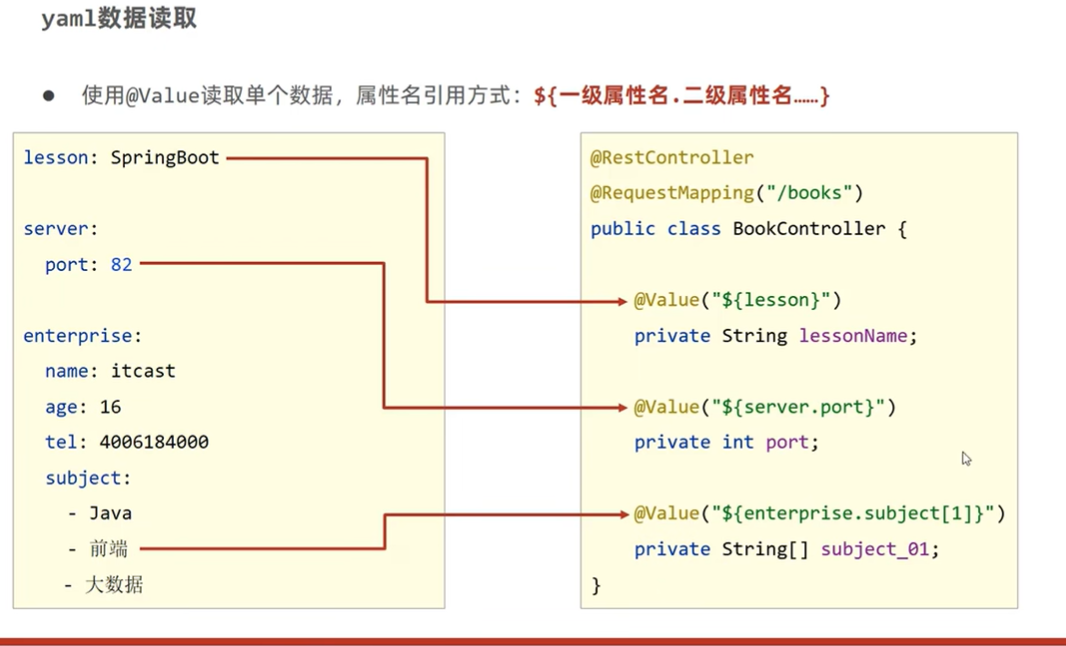 yaml数据读取
● 使用@Value读取单个数据，属性名引用方式：${一级属性名.二级属性名……}
lesson: SpringBoot
server:
  port: 82
enterprise:
  name: itcast
  age: 16
  tel: 4006184000
  subject:
    - Java
    - 前端
    - 大数据
@RestController
@RequestMapping("/books")
public class BookController {
    @Value("${lesson}")
    private String lessonName;
    @Value("${server.port}")
    private int port;
    @Value("${enterprise.subject[1]}")
    private String[] subject_01;
}